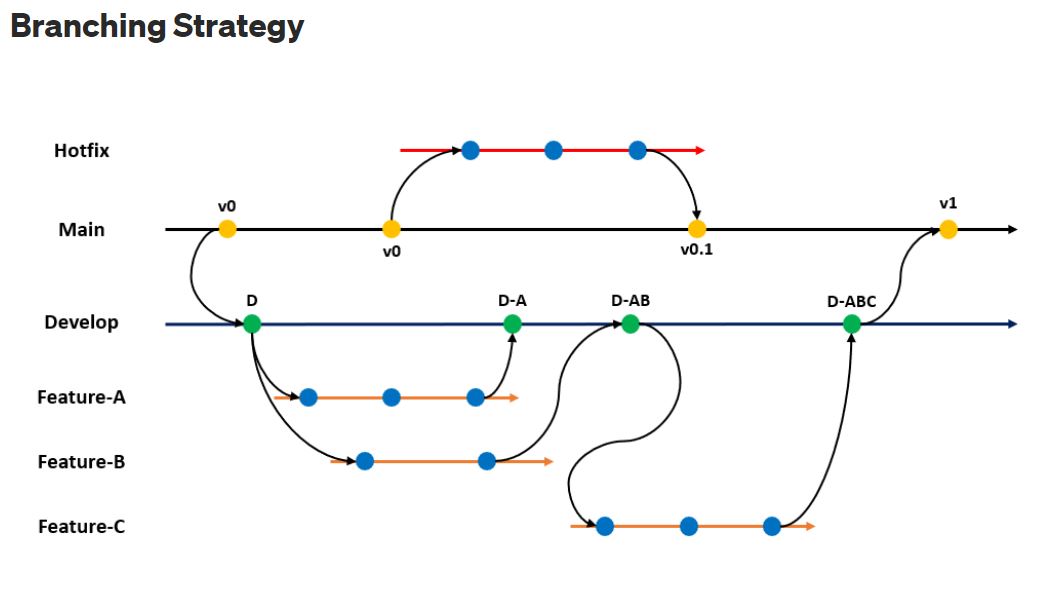 Branching Strategy
Hotfix
v0
v1
Main
v0
v0.1
D
D-A
D-AB
D-ABC
Develop
Feature-A
Feature-B
Feature-C